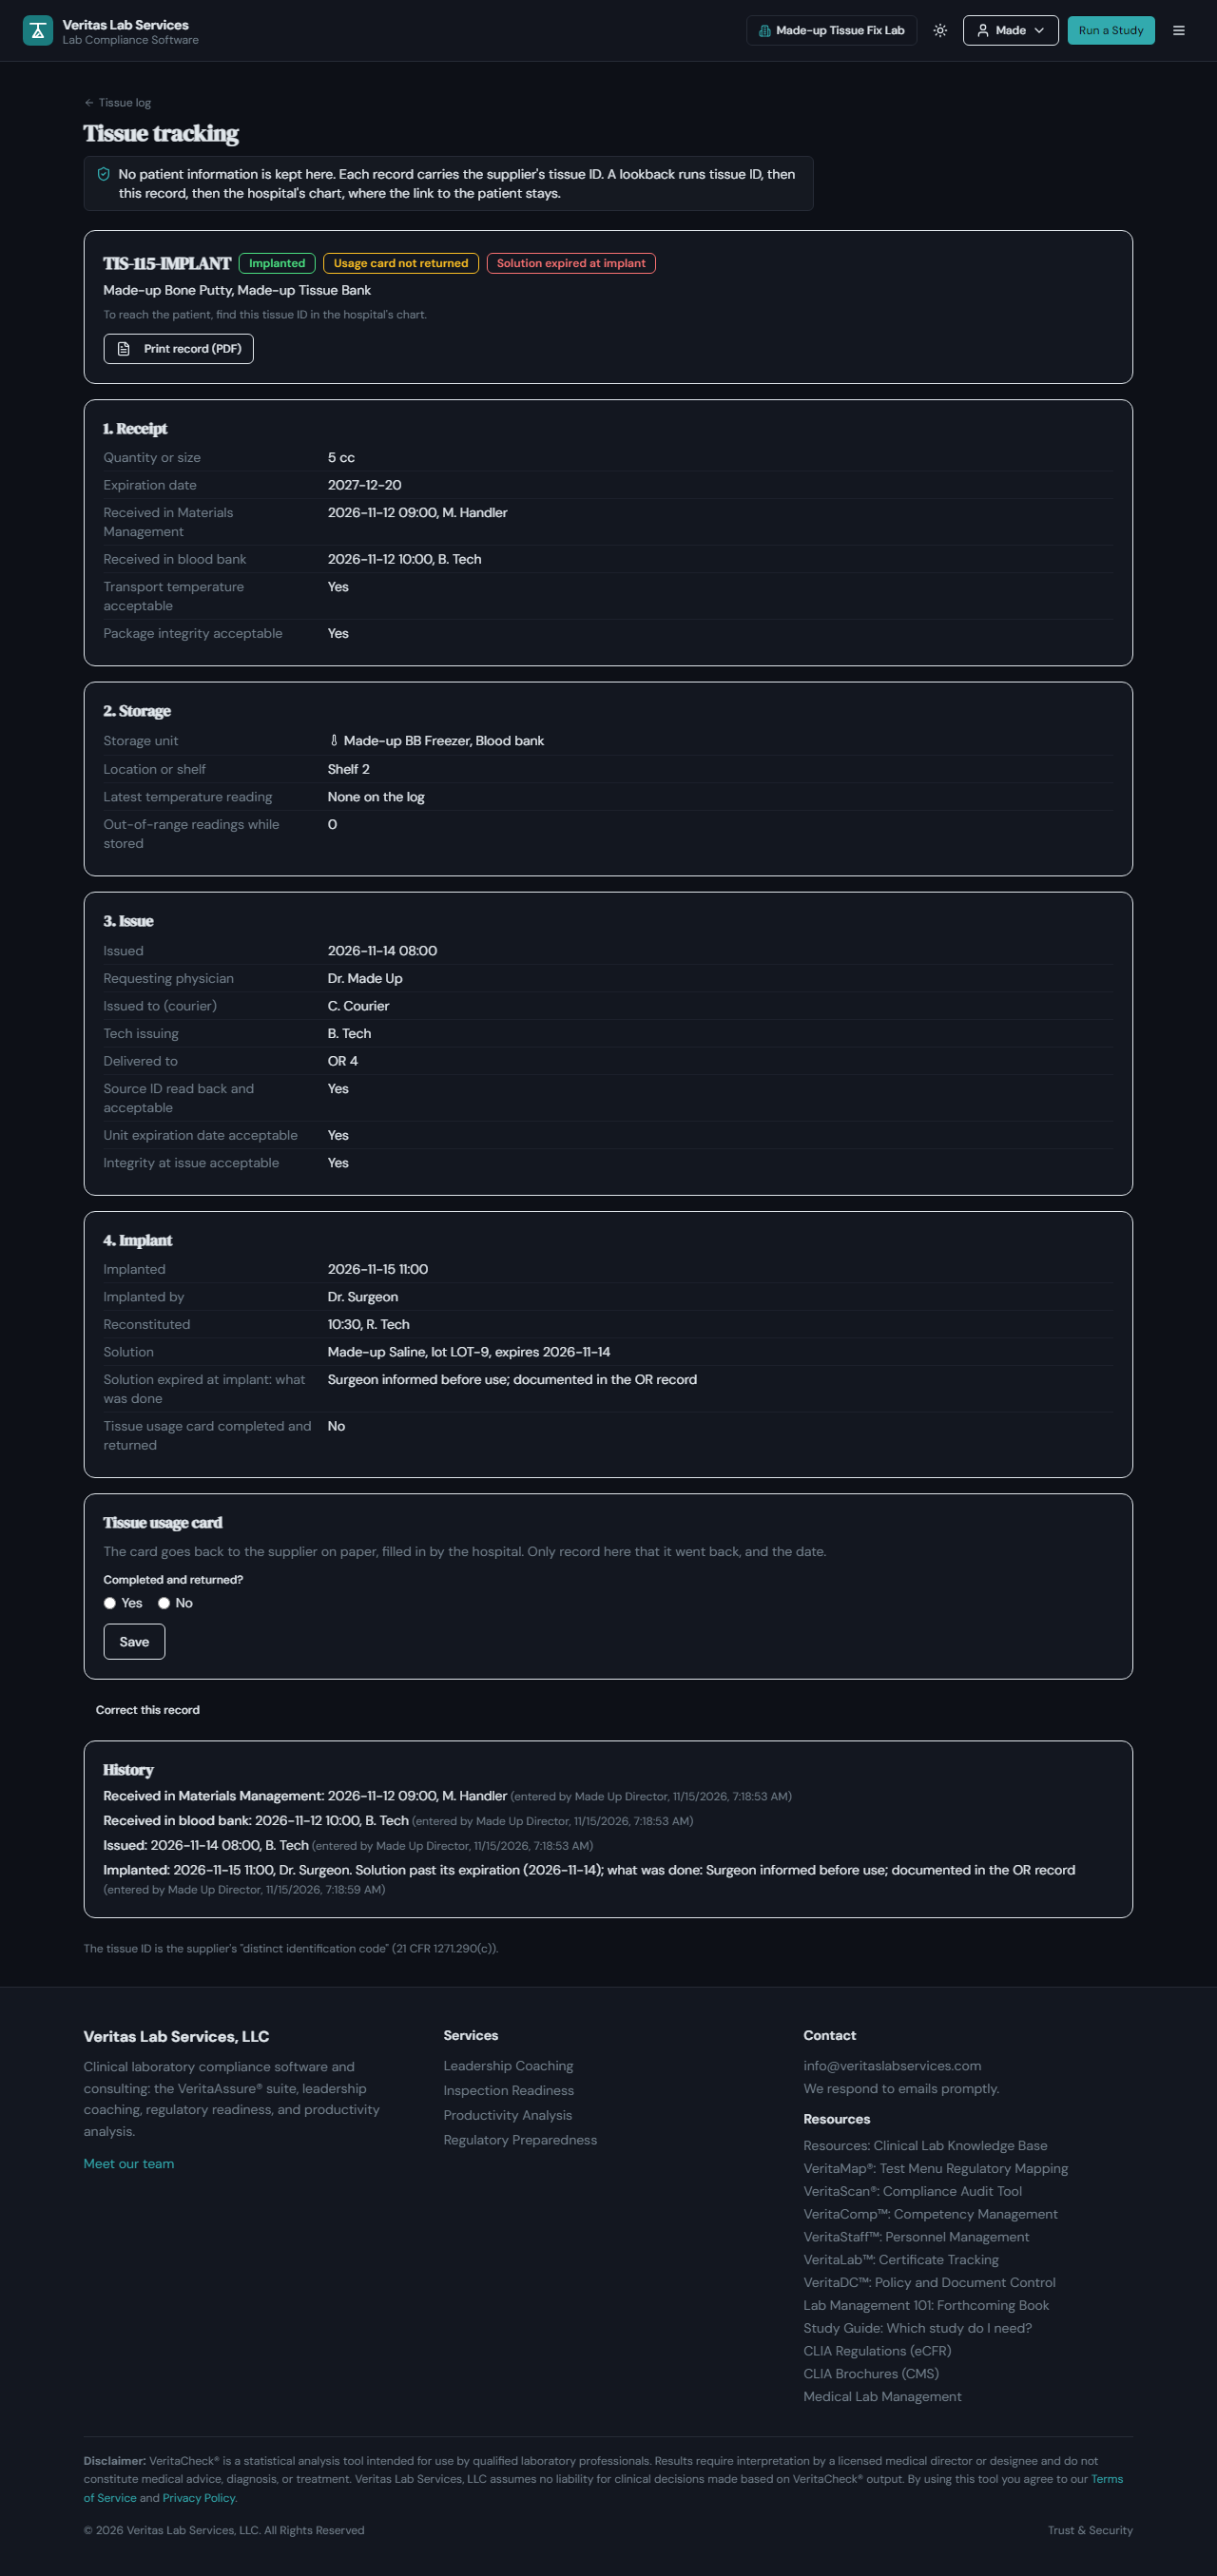 Veritas Lab Services
Lab Compliance Software
Made-up Tissue Fix Lab
Made
Run a Study
← Tissue log
Tissue tracking
No patient information is kept here. Each record carries the supplier's tissue ID. A lookback runs tissue ID, then
this record, then the hospital's chart, where the link to the patient stays.
TIS-115-IMPLANT
Implanted
Usage card not returned
Solution expired at implant
Made-up Bone Putty, Made-up Tissue Bank
To reach the patient, find this tissue ID in the hospital's chart.
Print record (PDF)
1. Receipt
Quantity or size 5 cc
Expiration date 2027-12-20
Received in Materials 2026-11-12 09:00, M. Handler
Management
Received in blood bank 2026-11-12 10:00, B. Tech
Transport temperature Yes
acceptable
Package integrity acceptable Yes
2. Storage
Storage unit Made-up BB Freezer, Blood bank
Location or shelf Shelf 2
Latest temperature reading None on the log
Out-of-range readings while 0
stored
3. Issue
Issued 2026-11-14 08:00
Requesting physician Dr. Made Up
Issued to (courier) C. Courier
Tech issuing B. Tech
Delivered to OR 4
Source ID read back and Yes
acceptable
Unit expiration date acceptable Yes
Integrity at issue acceptable Yes
4. Implant
Implanted 2026-11-15 11:00
Implanted by Dr. Surgeon
Reconstituted 10:30, R. Tech
Solution Made-up Saline, lot LOT-9, expires 2026-11-14
Solution expired at implant: what Surgeon informed before use; documented in the OR record
was done
Tissue usage card completed and No
returned
Tissue usage card
The card goes back to the supplier on paper, filled in by the hospital. Only record here that it went back, and the date.
Completed and returned?
Yes No
Save
Correct this record
History
Received in Materials Management: 2026-11-12 09:00, M. Handler (entered by Made Up Director, 11/15/2026, 7:18:53 AM)
Received in blood bank: 2026-11-12 10:00, B. Tech (entered by Made Up Director, 11/15/2026, 7:18:53 AM)
Issued: 2026-11-14 08:00, B. Tech (entered by Made Up Director, 11/15/2026, 7:18:53 AM)
Implanted: 2026-11-15 11:00, Dr. Surgeon. Solution past its expiration (2026-11-14); what was done: Surgeon informed before use; documented in the OR record
(entered by Made Up Director, 11/15/2026, 7:18:59 AM)
The tissue ID is the supplier's "distinct identification code" (21 CFR 1271.290(c)).
Veritas Lab Services, LLC
Clinical laboratory compliance software and
consulting: the VeritaAssure® suite, leadership
coaching, regulatory readiness, and productivity
analysis.
Meet our team
Services
Leadership Coaching
Inspection Readiness
Productivity Analysis
Regulatory Preparedness
Contact
info@veritaslabservices.com
We respond to emails promptly.
Resources
Resources: Clinical Lab Knowledge Base
VeritaMap®: Test Menu Regulatory Mapping
VeritaScan®: Compliance Audit Tool
VeritaComp™: Competency Management
VeritaStaff™: Personnel Management
VeritaLab™: Certificate Tracking
VeritaDC™: Policy and Document Control
Lab Management 101: Forthcoming Book
Study Guide: Which study do I need?
CLIA Regulations (eCFR)
CLIA Brochures (CMS)
Medical Lab Management
Disclaimer: VeritaCheck® is a statistical analysis tool intended for use by qualified laboratory professionals. Results require interpretation by a licensed medical director or designee and do not
constitute medical advice, diagnosis, or treatment. Veritas Lab Services, LLC assumes no liability for clinical decisions made based on VeritaCheck® output. By using this tool you agree to our Terms
of Service and Privacy Policy.
© 2026 Veritas Lab Services, LLC. All Rights Reserved
Trust & Security